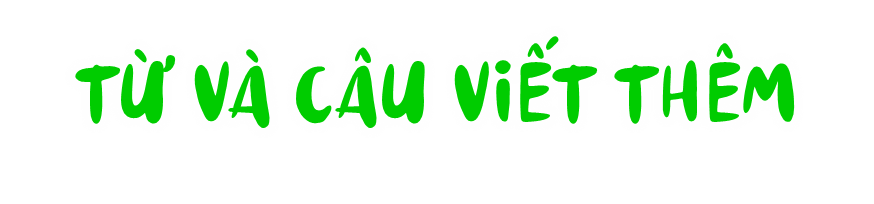 TỪ VÀ CÂU VIẾT THÊM